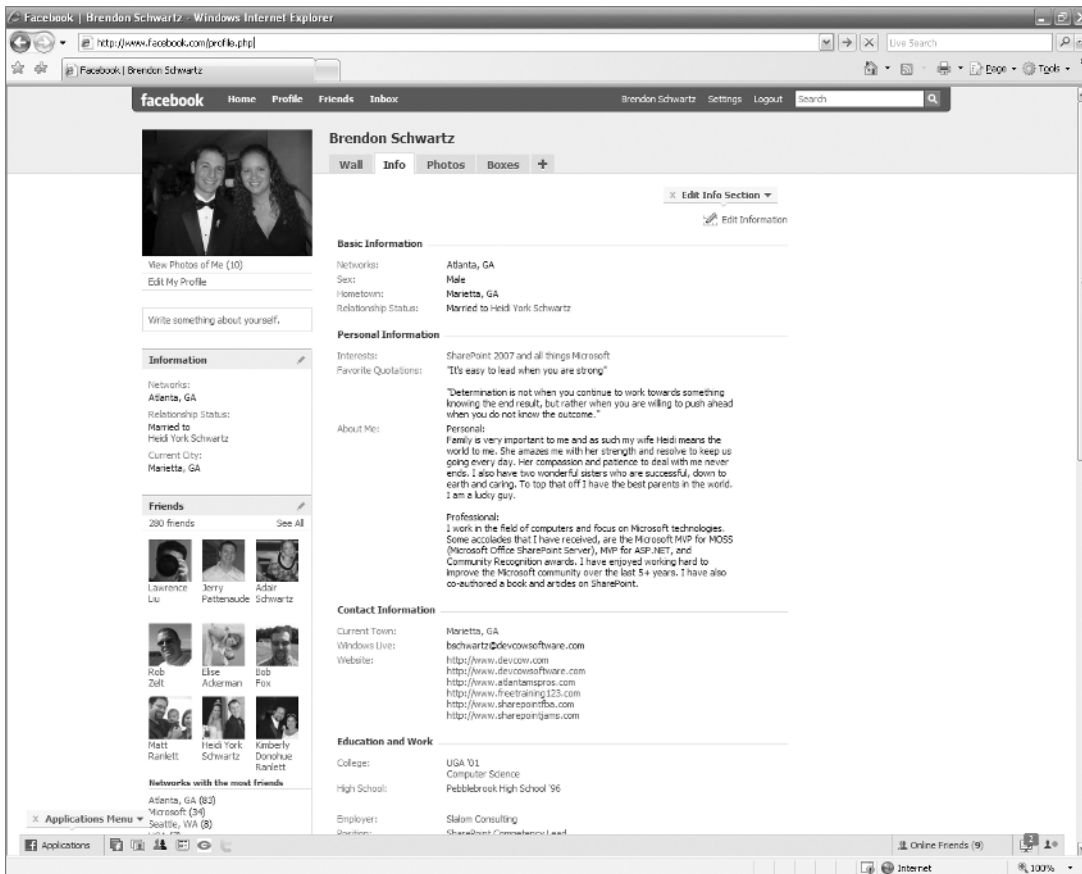 Facebook | Brendon Schwartz - Windows Internet Explorer
http://www.facebook.com/profile.php
Live Search
Facebook | Brendon Schwartz
Page
Tools
facebook
Home Profile Friends Inbox
Brendon Schwartz Settings Logout
Search
Brendon Schwartz
Wall Info Photos Boxes +
x Edit Info Section
Edit Information
View Photos of Me (10)
Edit My Profile
Write something about yourself.
Information
Networks:
Atlanta, GA
Relationship Status:
Married to
Heidi York Schwartz
Current City:
Marietta, GA
Friends
280 friends See All
Lawrence Liu
Jerry Pattenaude
Adair Schwartz
Rob Zelt
Elise Ackerman
Bob Fox
Matt Ranlett
Heidi York Schwartz
Kimberly Donohue Ranlett
Networks with the most friends
Atlanta, GA (83)
Microsoft (34)
Seattle, WA (8)
Basic Information
Networks: Atlanta, GA
Sex: Male
Hometown: Marietta, GA
Relationship Status: Married to Heidi York Schwartz
Personal Information
Interests: SharePoint 2007 and all things Microsoft
Favorite Quotations: "It's easy to lead when you are strong"
"Determination is not when you continue to work towards something
knowing the end result, but rather when you are willing to push ahead
when you do not know the outcome."
About Me: Personal:
Family is very important to me and as such my wife Heidi means the
world to me. She amazes me with her strength and resolve to keep us
going every day. Her compassion and patience to deal with me never
ends. I also have two wonderful sisters who are successful, down to
earth and caring. To top that off I have the best parents in the world.
I am a lucky guy.
Professional:
I work in the field of computers and focus on Microsoft technologies.
Some accolades that I have received, are the Microsoft MVP for MOSS
(Microsoft Office SharePoint Server), MVP for ASP.NET, and
Community Recognition awards. I have enjoyed working hard to
improve the Microsoft community over the last 5+ years. I have also
co-authored a book and articles on SharePoint.
Contact Information
Current Town: Marietta, GA
Windows Live: bschwartz@devcowsoftware.com
Website: http://www.devcow.com
http://www.devcowsoftware.com
http://www.atlantamspros.com
http://www.freetraining123.com
http://www.sharepointfba.com
http://www.sharepointjams.com
Education and Work
College: UGA '01
Computer Science
High School: Pebblebrook High School '96
Employer: Slalom Consulting
Position: SharePoint Competency Lead
x Applications Menu
Applications
Online Friends (9)
2
Internet
100%